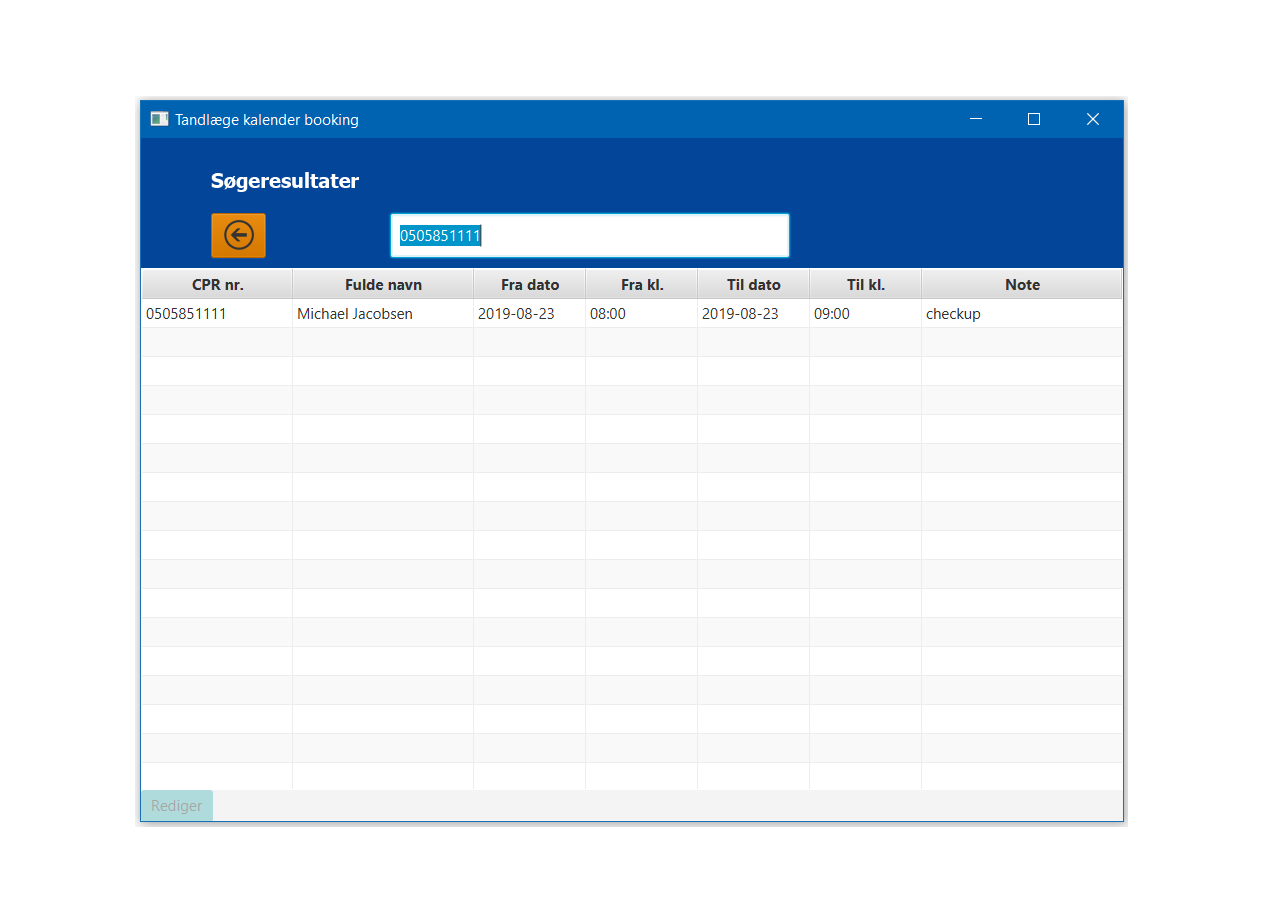 Tandlæge kalender booking
Søgeresultater
0505851111
CPR nr. Fulde navn Fra dato Fra kl. Til dato Til kl. Note
0505851111 Michael Jacobsen 2019-08-23 08:00 2019-08-23 09:00 checkup
Rediger